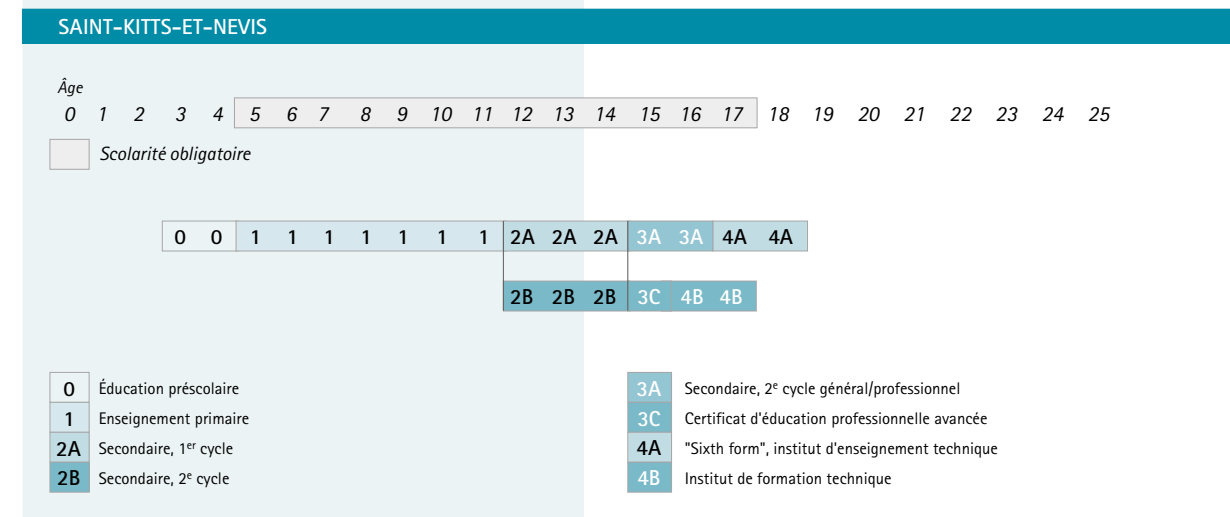 SAINT-KITTS-ET-NEVIS
Âge
0 1 2 3 4 5 6 7 8 9 10 11 12 13 14 15 16 17 18 19 20 21 22 23 24 25
Scolarité obligatoire
0 0 1 1 1 1 1 1 1 2A 2A 2A 3A 3A 4A 4A
2B 2B 2B 3C 4B 4B
0 Éducation préscolaire
1 Enseignement primaire
2A Secondaire, 1er cycle
2B Secondaire, 2e cycle
3A Secondaire, 2e cycle général/professionnel
3C Certificat d'éducation professionnelle avancée
4A "Sixth form", institut d'enseignement technique
4B Institut de formation technique